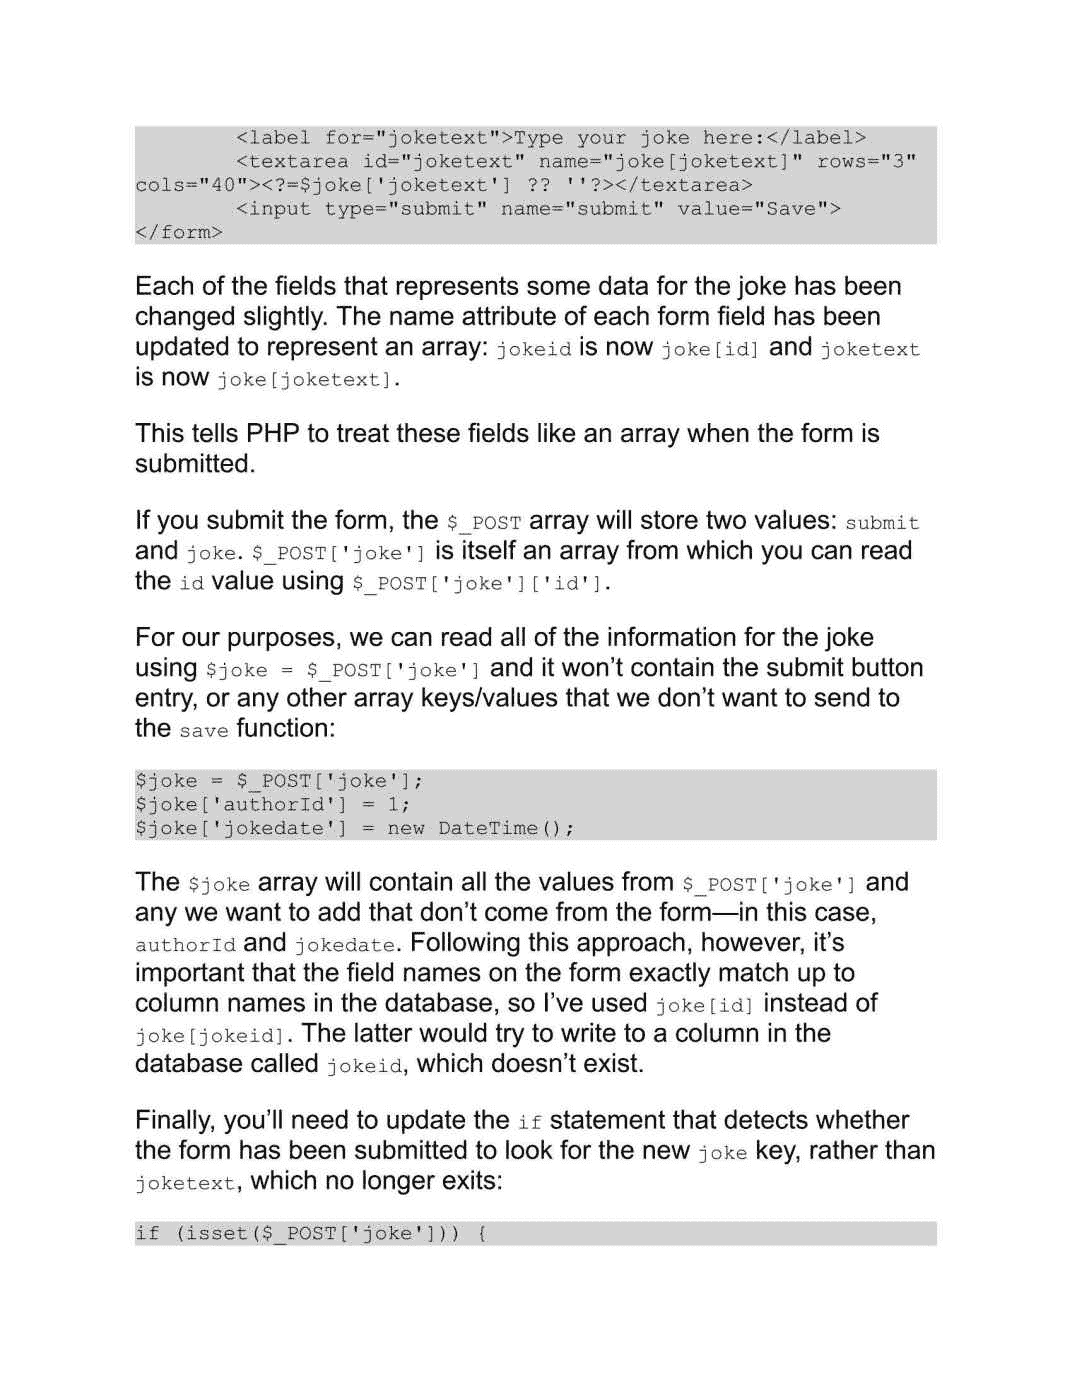 <label for="joketext">Type your joke here:</label>
<textarea id="joketext" name="joke[joketext]" rows="3"
cols="40"><?=$joke['joketext'] ?? ''?></textarea>
<input type="submit" name="submit" value="Save">
</form>
Each of the fields that represents some data for the joke has been
changed slightly. The name attribute of each form field has been
updated to represent an array: jokeid is now joke[id] and joketext
is now joke[joketext].
This tells PHP to treat these fields like an array when the form is
submitted.
If you submit the form, the $_POST array will store two values: submit
and joke. $_POST['joke'] is itself an array from which you can read
the id value using $_POST['joke']['id'].
For our purposes, we can read all of the information for the joke
using $joke = $_POST['joke'] and it won’t contain the submit button
entry, or any other array keys/values that we don’t want to send to
the save function:
$joke = $_POST['joke'];
$joke['authorId'] = 1;
$joke['jokedate'] = new DateTime();
The $joke array will contain all the values from $_POST['joke'] and
any we want to add that don’t come from the form—in this case,
authorId and jokedate. Following this approach, however, it’s
important that the field names on the form exactly match up to
column names in the database, so I’ve used joke[id] instead of
joke[jokeid]. The latter would try to write to a column in the
database called jokeid, which doesn’t exist.
Finally, you’ll need to update the if statement that detects whether
the form has been submitted to look for the new joke key, rather than
joketext, which no longer exits:
if (isset($_POST['joke'])) {